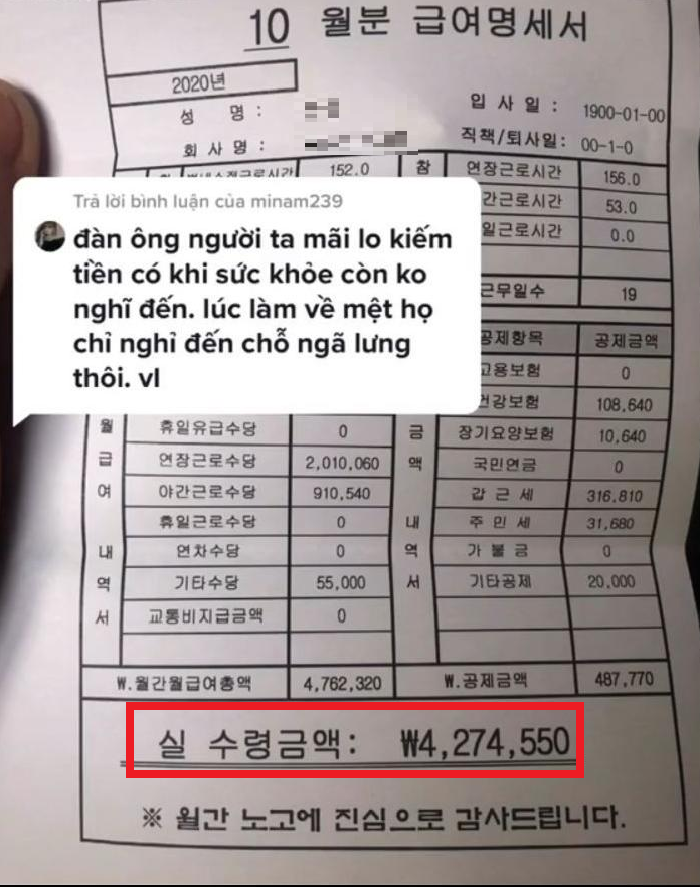 10 월분 급여명세서
2020년
성 명 :
입 사 일 : 1900-01-00
회 사 명 :
직책/퇴사일: 00-1-0
152.0 참 연장근로시간 156.0
간근로시간 53.0
일근로시간 0.0
근무일수 19
Trả lời bình luận của minam239
đàn ông người ta mãi lo kiếm
tiền có khi sức khỏe còn ko
nghĩ đến. lúc làm về mệt họ
chỉ nghỉ đến chỗ ngã lưng
thôi. vl
공제항목 공제금액
고용보험 0
건강보험 108,640
월 휴일유급수당 0 금 장기요양보험 10,640
급 연장근로수당 2,010,060 액 국민연금 0
여 야간근로수당 910,540 갑 근 세 316,810
휴일근로수당 0 내 주 민 세 31,680
내 연차수당 0 역 가 불 금 0
역 기타수당 55,000 서 기타공제 20,000
서 교통비지급금액 0
₩.월간월급여총액 4,762,320 ₩.공제금액 487,770
실 수령금액: ₩4,274,550
※ 월간 노고에 진심으로 감사드립니다.